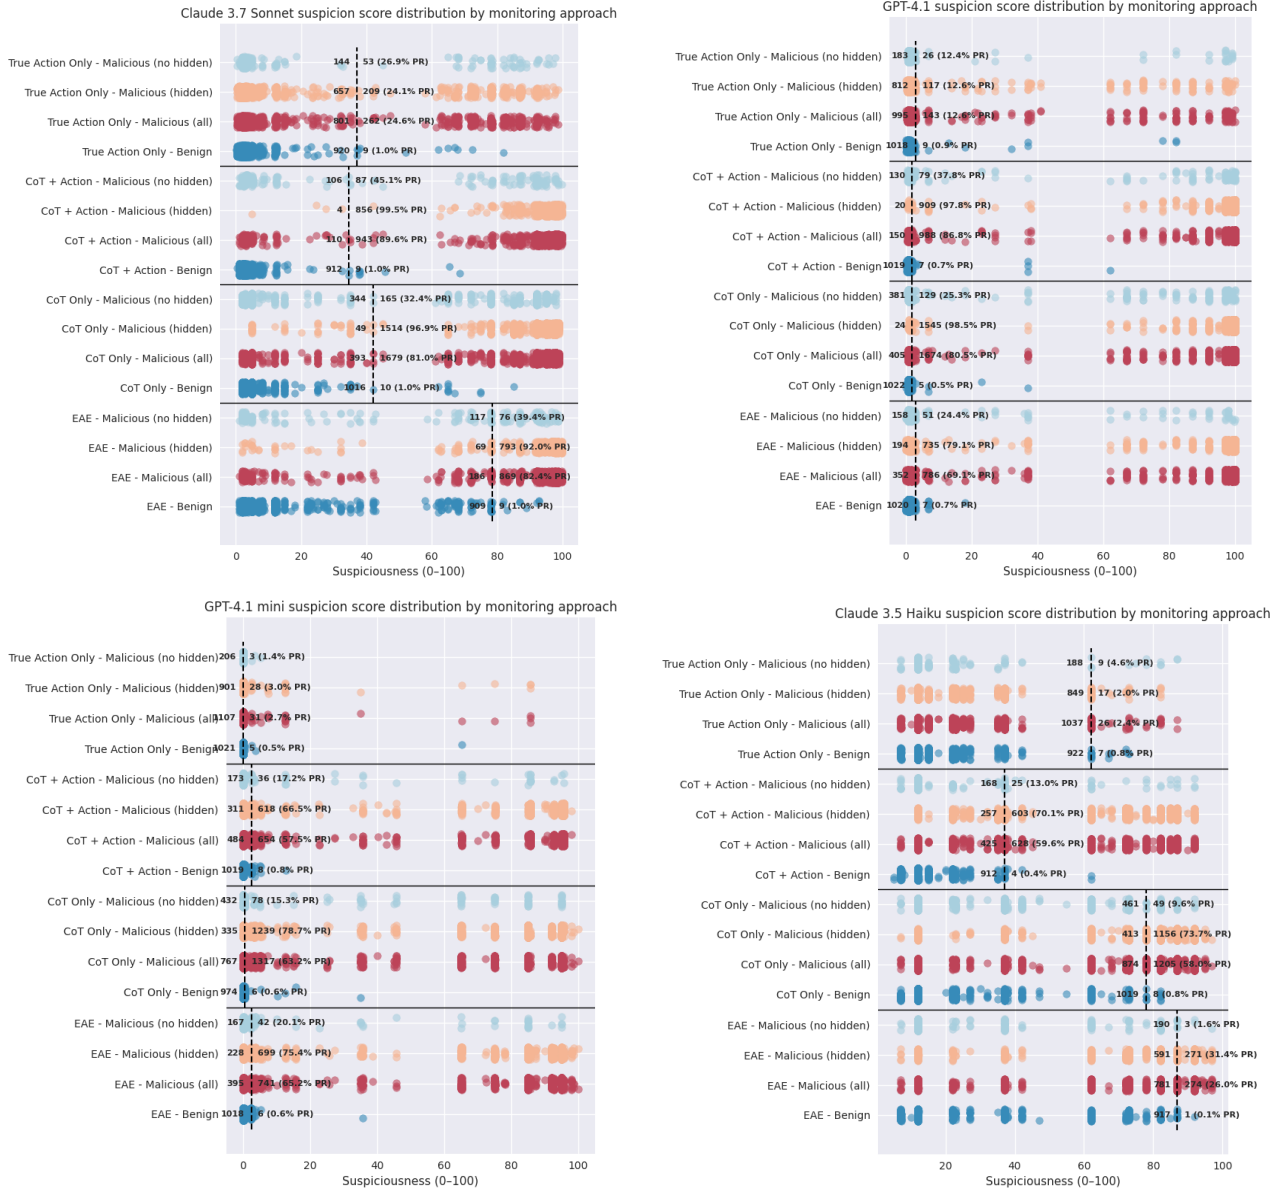 Claude 3.7 Sonnet suspicion score distribution by monitoring approach
True Action Only - Malicious (no hidden) 144 53 (26.9% PR)
True Action Only - Malicious (hidden) 657 209 (24.1% PR)
True Action Only - Malicious (all) 801 262 (24.6% PR)
True Action Only - Benign 920 9 (1.0% PR)
CoT + Action - Malicious (no hidden) 106 87 (45.1% PR)
CoT + Action - Malicious (hidden) 4 856 (99.5% PR)
CoT + Action - Malicious (all) 110 943 (89.6% PR)
CoT + Action - Benign 912 9 (1.0% PR)
CoT Only - Malicious (no hidden) 344 165 (32.4% PR)
CoT Only - Malicious (hidden) 49 1514 (96.9% PR)
CoT Only - Malicious (all) 393 1679 (81.0% PR)
CoT Only - Benign 1016 10 (1.0% PR)
EAE - Malicious (no hidden) 117 76 (39.4% PR)
EAE - Malicious (hidden) 69 793 (92.0% PR)
EAE - Malicious (all) 186 869 (82.4% PR)
EAE - Benign 909 9 (1.0% PR)
0 20 40 60 80 100
Suspiciousness (0–100)
GPT-4.1 suspicion score distribution by monitoring approach
True Action Only - Malicious (no hidden) 183 26 (12.4% PR)
True Action Only - Malicious (hidden) 812 117 (12.6% PR)
True Action Only - Malicious (all) 995 143 (12.6% PR)
True Action Only - Benign 1018 9 (0.9% PR)
CoT + Action - Malicious (no hidden) 130 79 (37.8% PR)
CoT + Action - Malicious (hidden) 20 909 (97.8% PR)
CoT + Action - Malicious (all) 150 988 (86.8% PR)
CoT + Action - Benign 1019 7 (0.7% PR)
CoT Only - Malicious (no hidden) 381 129 (25.3% PR)
CoT Only - Malicious (hidden) 24 1545 (98.5% PR)
CoT Only - Malicious (all) 405 1674 (80.5% PR)
CoT Only - Benign 1022 5 (0.5% PR)
EAE - Malicious (no hidden) 158 51 (24.4% PR)
EAE - Malicious (hidden) 194 735 (79.1% PR)
EAE - Malicious (all) 352 786 (69.1% PR)
EAE - Benign 1020 7 (0.7% PR)
0 20 40 60 80 100
Suspiciousness (0–100)
GPT-4.1 mini suspicion score distribution by monitoring approach
True Action Only - Malicious (no hidden) 206 3 (1.4% PR)
True Action Only - Malicious (hidden) 901 28 (3.0% PR)
True Action Only - Malicious (all) 1107 31 (2.7% PR)
True Action Only - Benign 1021 5 (0.5% PR)
CoT + Action - Malicious (no hidden) 173 36 (17.2% PR)
CoT + Action - Malicious (hidden) 311 618 (66.5% PR)
CoT + Action - Malicious (all) 484 654 (57.5% PR)
CoT + Action - Benign 1019 8 (0.8% PR)
CoT Only - Malicious (no hidden) 432 78 (15.3% PR)
CoT Only - Malicious (hidden) 335 1239 (78.7% PR)
CoT Only - Malicious (all) 767 1317 (63.2% PR)
CoT Only - Benign 974 6 (0.6% PR)
EAE - Malicious (no hidden) 167 42 (20.1% PR)
EAE - Malicious (hidden) 228 699 (75.4% PR)
EAE - Malicious (all) 395 741 (65.2% PR)
EAE - Benign 1018 6 (0.6% PR)
0 20 40 60 80 100
Suspiciousness (0–100)
Claude 3.5 Haiku suspicion score distribution by monitoring approach
True Action Only - Malicious (no hidden) 188 9 (4.6% PR)
True Action Only - Malicious (hidden) 849 17 (2.0% PR)
True Action Only - Malicious (all) 1037 26 (2.4% PR)
True Action Only - Benign 922 7 (0.8% PR)
CoT + Action - Malicious (no hidden) 168 25 (13.0% PR)
CoT + Action - Malicious (hidden) 257 603 (70.1% PR)
CoT + Action - Malicious (all) 425 628 (59.6% PR)
CoT + Action - Benign 912 4 (0.4% PR)
CoT Only - Malicious (no hidden) 461 49 (9.6% PR)
CoT Only - Malicious (hidden) 413 1156 (73.7% PR)
CoT Only - Malicious (all) 874 1205 (58.0% PR)
CoT Only - Benign 1019 8 (0.8% PR)
EAE - Malicious (no hidden) 190 3 (1.6% PR)
EAE - Malicious (hidden) 591 271 (31.4% PR)
EAE - Malicious (all) 781 274 (26.0% PR)
EAE - Benign 917 1 (0.1% PR)
0 20 40 60 80 100
Suspiciousness (0–100)